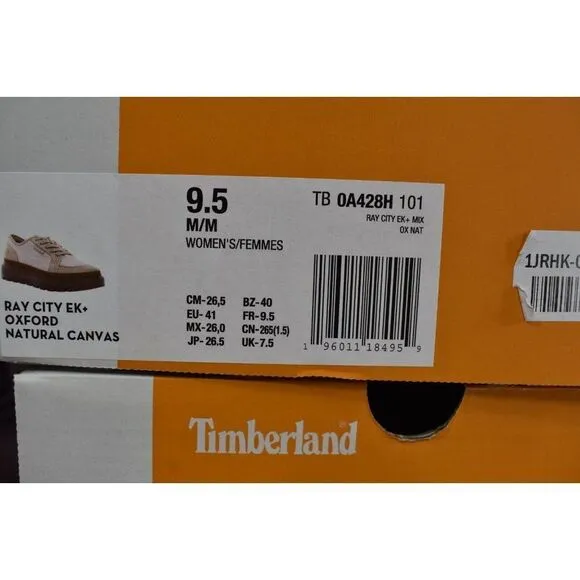 9.5
M/M
WOMEN'S/FEMMES
TB 0A428H 101
RAY CITY EK+ MIX
OX NAT
RAY CITY EK+
OXFORD
NATURAL CANVAS
CM-26,5 BZ-40
EU- 41 FR-9.5
MX-26,0 CN-265(1.5)
JP- 26.5 UK-7.5
1 96011 18495 9
1JRHK-
Timberland